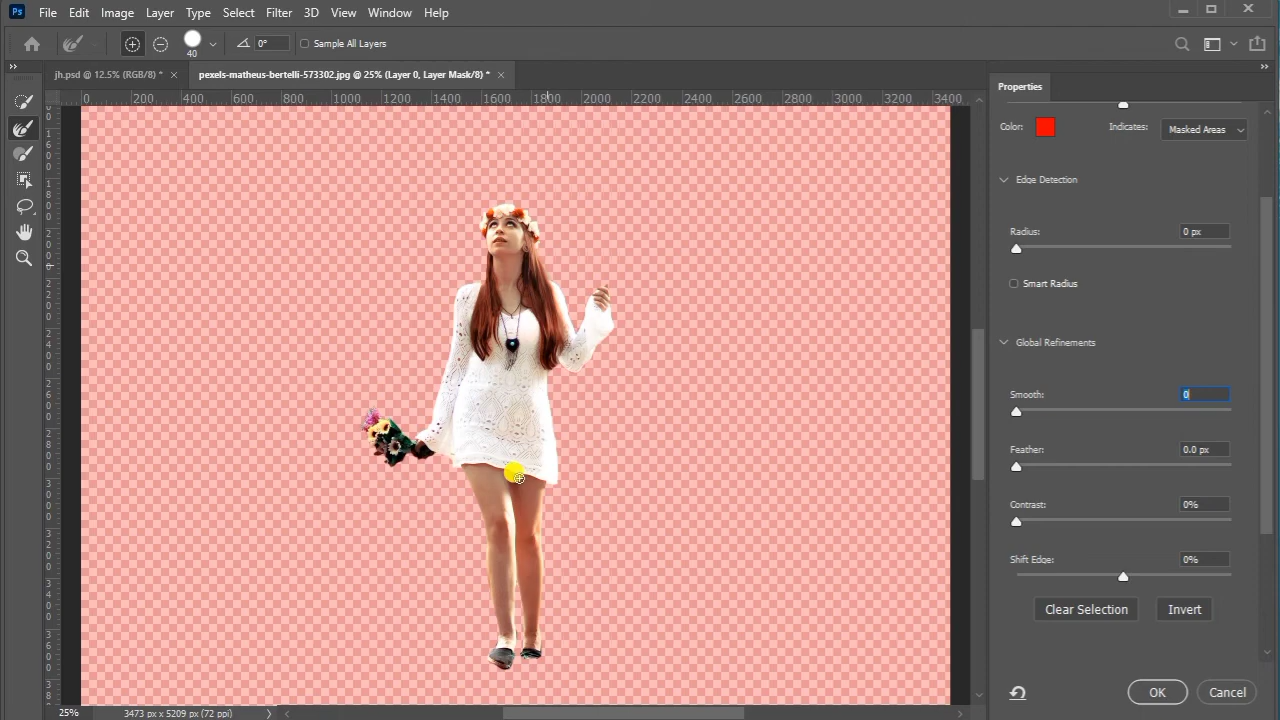 Ps File Edit Image Layer Type Select Filter 3D View Window Help
40 0° Sample All Layers
jh.psd @ 12.5% (RGB/8) * × pexels-matheus-bertelli-573302.jpg @ 25% (Layer 0, Layer Mask/8) * ×
0 200 400 600 800 1000 1200 1400 1600 1800 2000 2200 2400 2600 2800 3000 3200 3400
Properties
Color: Indicates: Masked Areas
Edge Detection
Radius: 0 px
Smart Radius
Global Refinements
Smooth: 0
Feather: 0.0 px
Contrast: 0%
Shift Edge: 0%
Clear Selection Invert
OK Cancel
25% 3473 px x 5209 px (72 ppi)